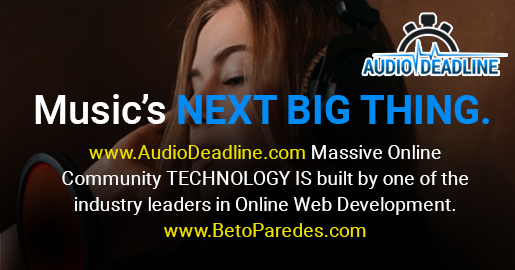 AUDIO DEADLINE
Music's NEXT BIG THING.
www.AudioDeadline.com Massive Online
Community TECHNOLOGY IS built by one of the
industry leaders in Online Web Development.
www.BetoParedes.com